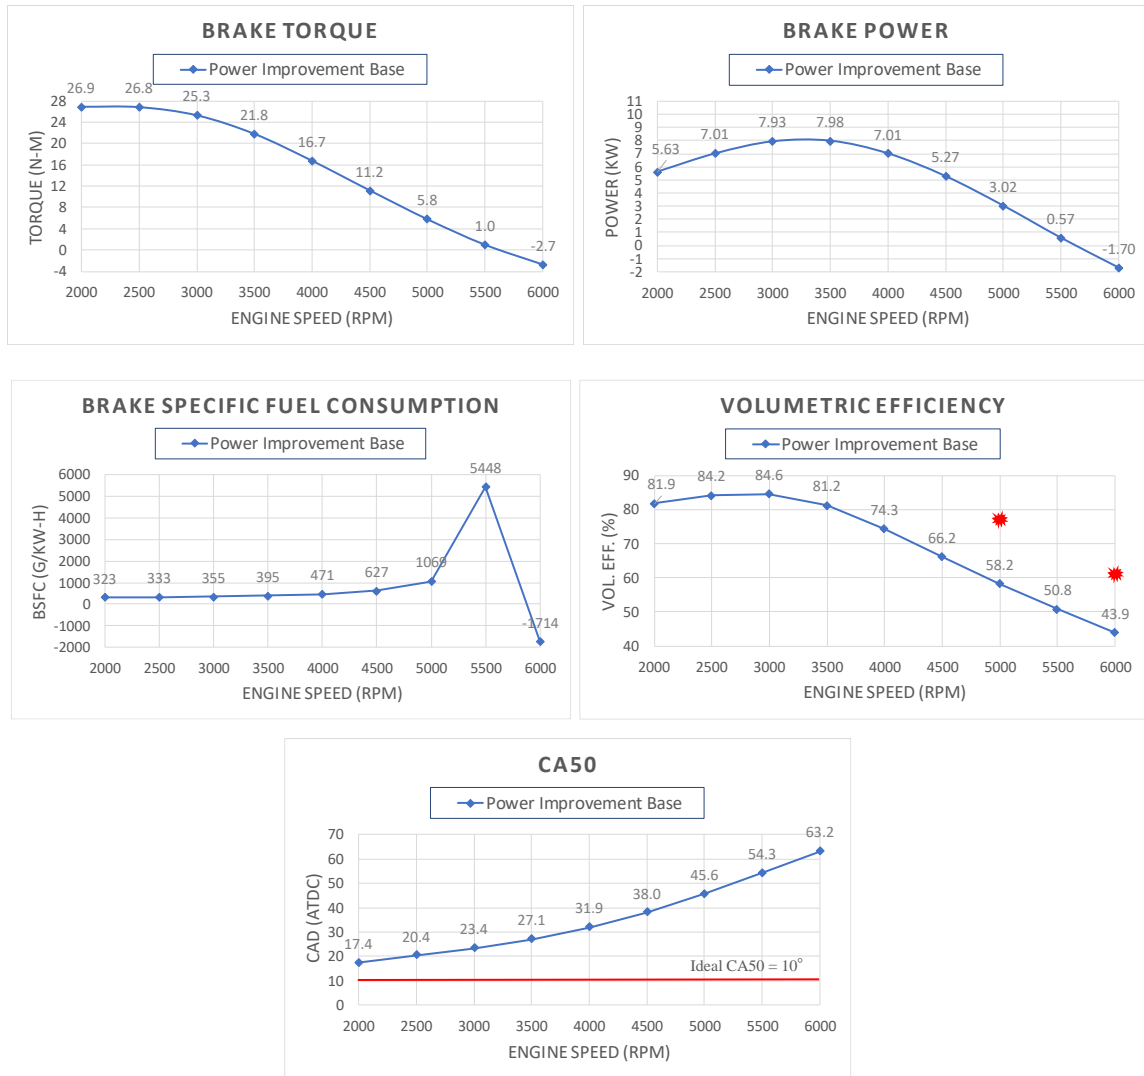 BRAKE TORQUE
Power Improvement Base
26.9 26.8 25.3 21.8 16.7 11.2 5.8 1.0 -2.7
TORQUE (N-M)
28
24
20
16
12
8
4
0
-4
2000 2500 3000 3500 4000 4500 5000 5500 6000
ENGINE SPEED (RPM)
BRAKE POWER
Power Improvement Base
5.63 7.01 7.93 7.98 7.01 5.27 3.02 0.57 -1.70
POWER (KW)
11
10
9
8
7
6
5
4
3
2
1
0
-1
-2
2000 2500 3000 3500 4000 4500 5000 5500 6000
ENGINE SPEED (RPM)
BRAKE SPECIFIC FUEL CONSUMPTION
Power Improvement Base
323 333 355 395 471 627 1069 5448 -1714
BSFC (G/KW-H)
6000
5000
4000
3000
2000
1000
0
-1000
-2000
2000 2500 3000 3500 4000 4500 5000 5500 6000
ENGINE SPEED (RPM)
VOLUMETRIC EFFICIENCY
Power Improvement Base
81.9 84.2 84.6 81.2 74.3 66.2 58.2 50.8 43.9
VOL. EFF. (%)
90
80
70
60
50
40
2000 2500 3000 3500 4000 4500 5000 5500 6000
ENGINE SPEED (RPM)
CA50
Power Improvement Base
17.4 20.4 23.4 27.1 31.9 38.0 45.6 54.3 63.2
CAD (ATDC)
70
60
50
40
30
20
10
0
Ideal CA50 = 10°
2000 2500 3000 3500 4000 4500 5000 5500 6000
ENGINE SPEED (RPM)